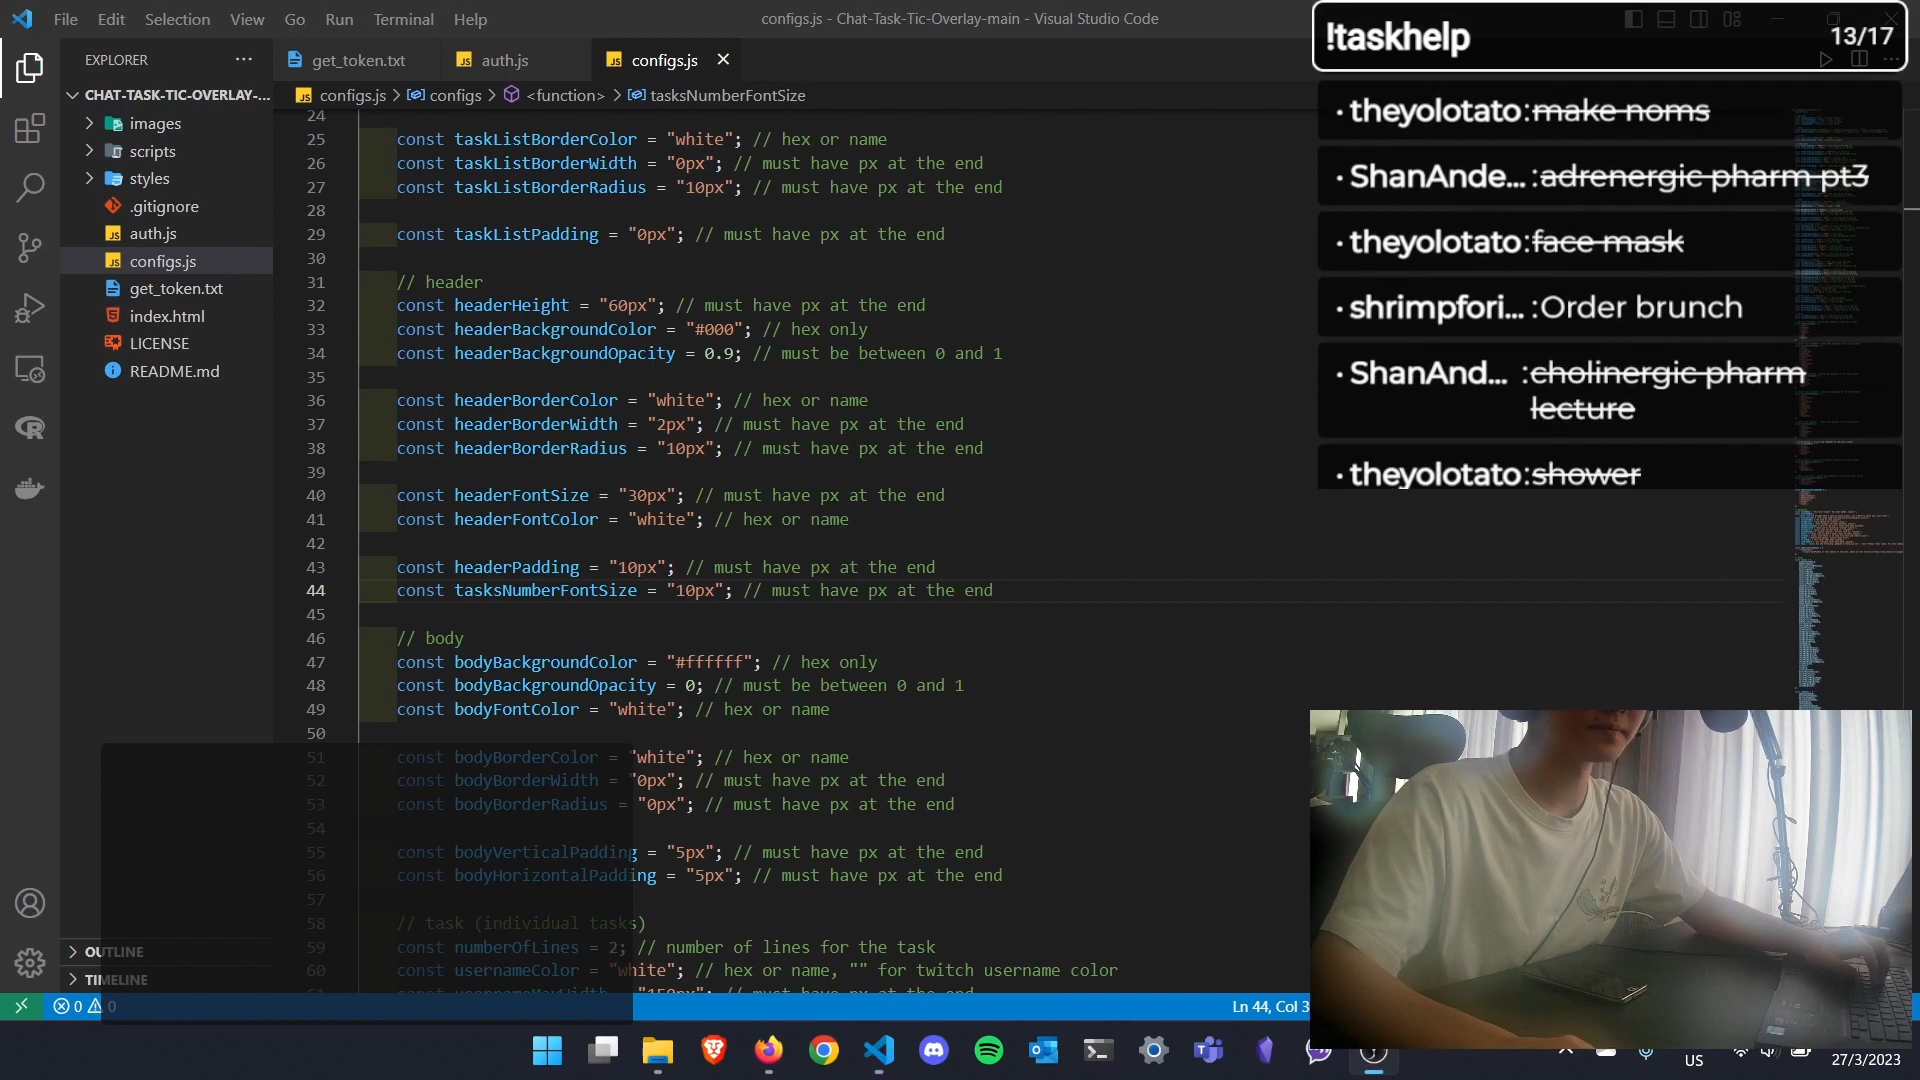 File Edit Selection View Go Run Terminal Help
configs.js - Chat-Task-Tic-Overlay-main - Visual Studio Code
EXPLORER
CHAT-TASK-TIC-OVERLAY-...
images
scripts
styles
.gitignore
auth.js
configs.js
get_token.txt
index.html
LICENSE
README.md
OUTLINE
TIMELINE
get_token.txt auth.js configs.js
configs.js > configs > <function> > tasksNumberFontSize
24
25 const taskListBorderColor = "white"; // hex or name
26 const taskListBorderWidth = "0px"; // must have px at the end
27 const taskListBorderRadius = "10px"; // must have px at the end
28
29 const taskListPadding = "0px"; // must have px at the end
30
31 // header
32 const headerHeight = "60px"; // must have px at the end
33 const headerBackgroundColor = "#000"; // hex only
34 const headerBackgroundOpacity = 0.9; // must be between 0 and 1
35
36 const headerBorderColor = "white"; // hex or name
37 const headerBorderWidth = "2px"; // must have px at the end
38 const headerBorderRadius = "10px"; // must have px at the end
39
40 const headerFontSize = "30px"; // must have px at the end
41 const headerFontColor = "white"; // hex or name
42
43 const headerPadding = "10px"; // must have px at the end
44 const tasksNumberFontSize = "10px"; // must have px at the end
45
46 // body
47 const bodyBackgroundColor = "#ffffff"; // hex only
48 const bodyBackgroundOpacity = 0; // must be between 0 and 1
49 const bodyFontColor = "white"; // hex or name
50
51 const bodyBorderColor = "white"; // hex or name
52 const bodyBorderWidth = "0px"; // must have px at the end
53 const bodyBorderRadius = "0px"; // must have px at the end
54
55 const bodyVerticalPadding = "5px"; // must have px at the end
56 const bodyHorizontalPadding = "5px"; // must have px at the end
57
58 // task (individual tasks)
59 const numberOfLines = 2; // number of lines for the task
60 const usernameColor = "white"; // hex or name, "" for twitch username color
61 const usernameMaxWidth = "150px"; // must have px at the end
!taskhelp 13/17
• theyolotato:make noms
• ShanAnde... :adrenergic pharm pt3
• theyolotato:face mask
• shrimpfori... :Order brunch
• ShanAnd... :cholinergic pharm
lecture
• theyolotato:shower
0 0
Ln 44, Col 3
US
27/3/2023